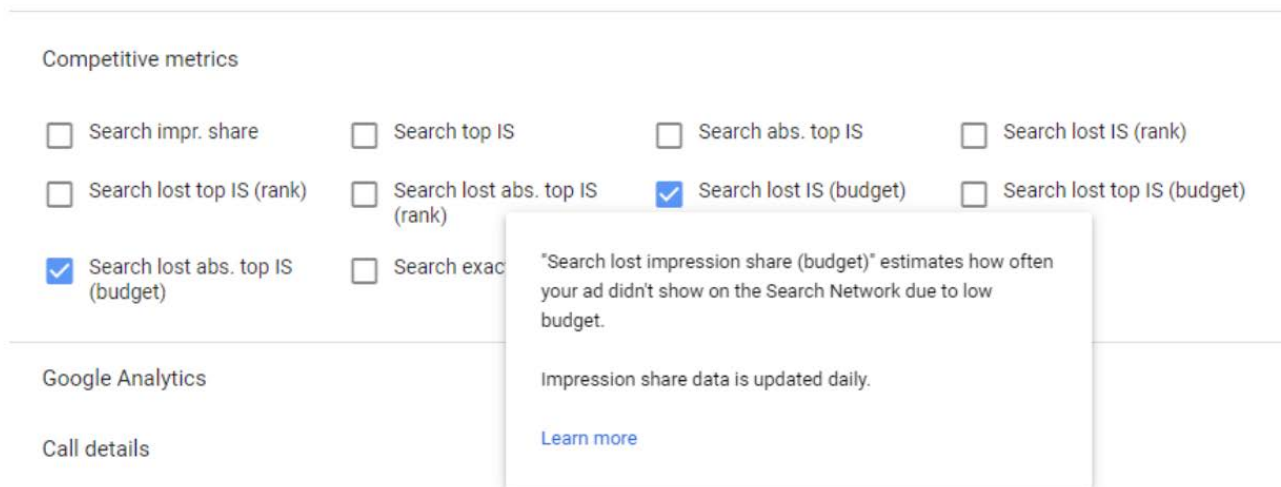 Competitive metrics
Search impr. share
Search top IS
Search abs. top IS
Search lost IS (rank)
Search lost top IS (rank)
Search lost abs. top IS
(rank)
Search lost IS (budget)
Search lost top IS (budget)
Search lost abs. top IS
(budget)
Search exac
"Search lost impression share (budget)" estimates how often
your ad didn't show on the Search Network due to low
budget.
Impression share data is updated daily.
Learn more
Google Analytics
Call details